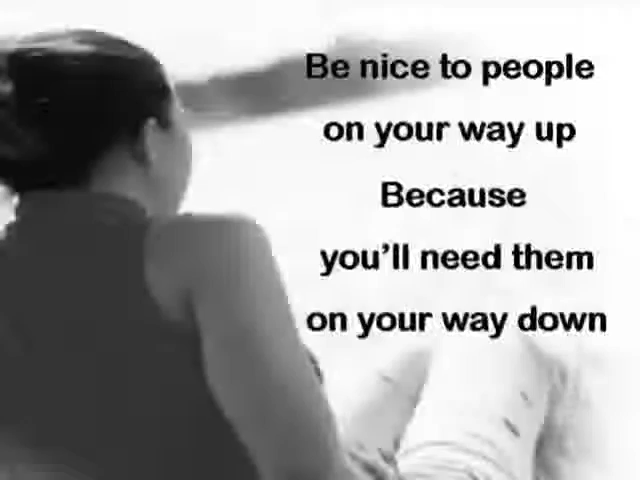 Be nice to people
on your way up
Because
you'll need them
on your way down